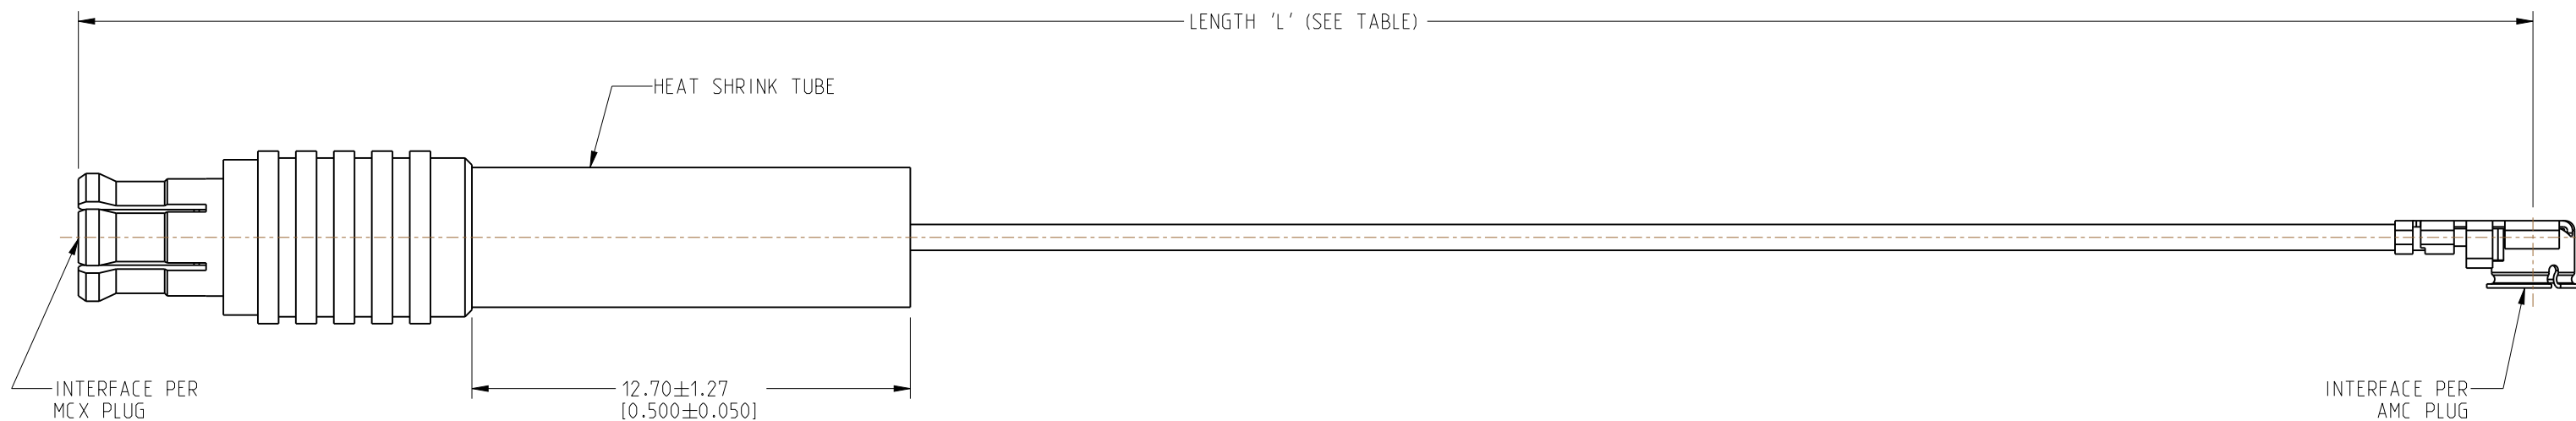 LENGTH 'L' (SEE TABLE)
HEAT SHRINK TUBE
INTERFACE PER
MCX PLUG
12.70±1.27
[0.500±0.050]
INTERFACE PER
AMC PLUG